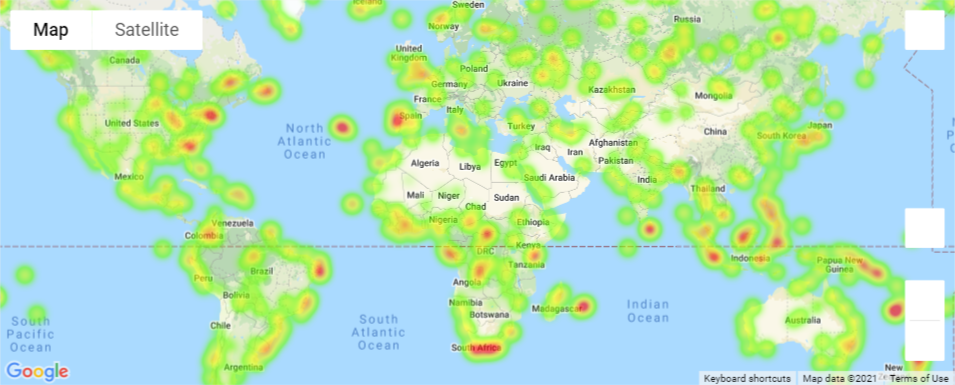 Map
Satellite
Iceland
Sweden
Norway
Russia
Canada
United
Kingdom
Poland
Germany
Ukraine
Kazakhstan
Mongolia
France
Italy
Spain
United States
North
Atlantic
Ocean
Turkey
China
South Korea
Japan
Iraq
Iran
Afghanistan
Pakistan
Algeria
Libya
Egypt
Saudi Arabia
India
Mexico
Thailand
Mali
Niger
Sudan
Chad
Venezuela
Nigeria
Ethiopia
Colombia
Kenya
DRC
Indonesia
Papua New
Guinea
Tanzania
Brazil
Peru
Angola
Bolivia
Namibia
Botswana
Madagascar
Indian
Ocean
South
Pacific
Ocean
South
Atlantic
Ocean
Chile
Australia
South Africa
Argentina
New
Google
Keyboard shortcuts
Map data ©2021
Terms of Use